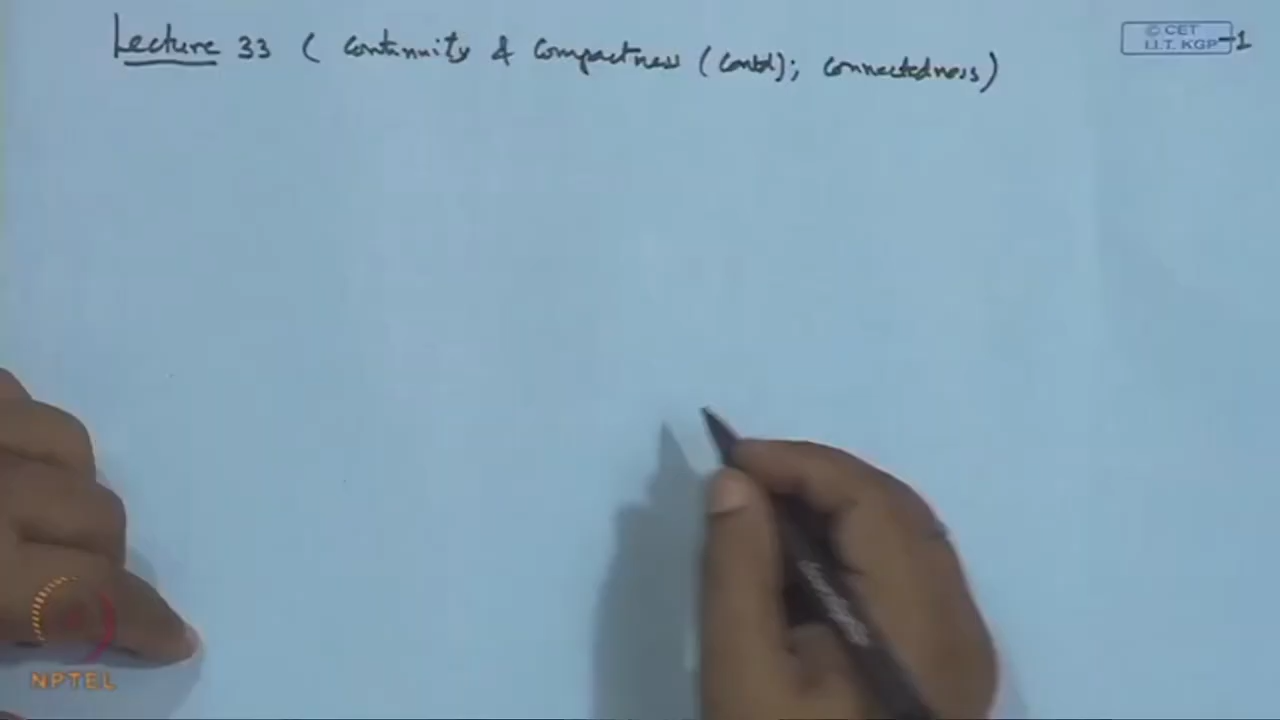 Lecture 33 ( Continuity & Compactness (Contd); Connectedness)
© CET
I.I.T. KGP -1
NPTEL